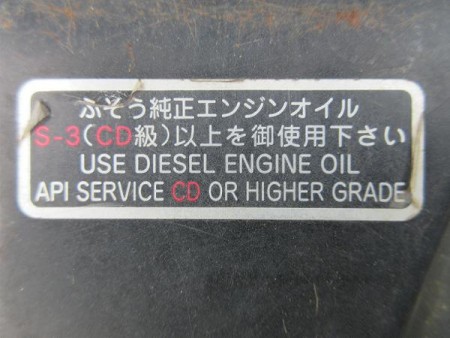 ふそう純正エンジンオイル
S-3(CD級)以上を御使用下さい
USE DIESEL ENGINE OIL
API SERVICE CD OR HIGHER GRADE